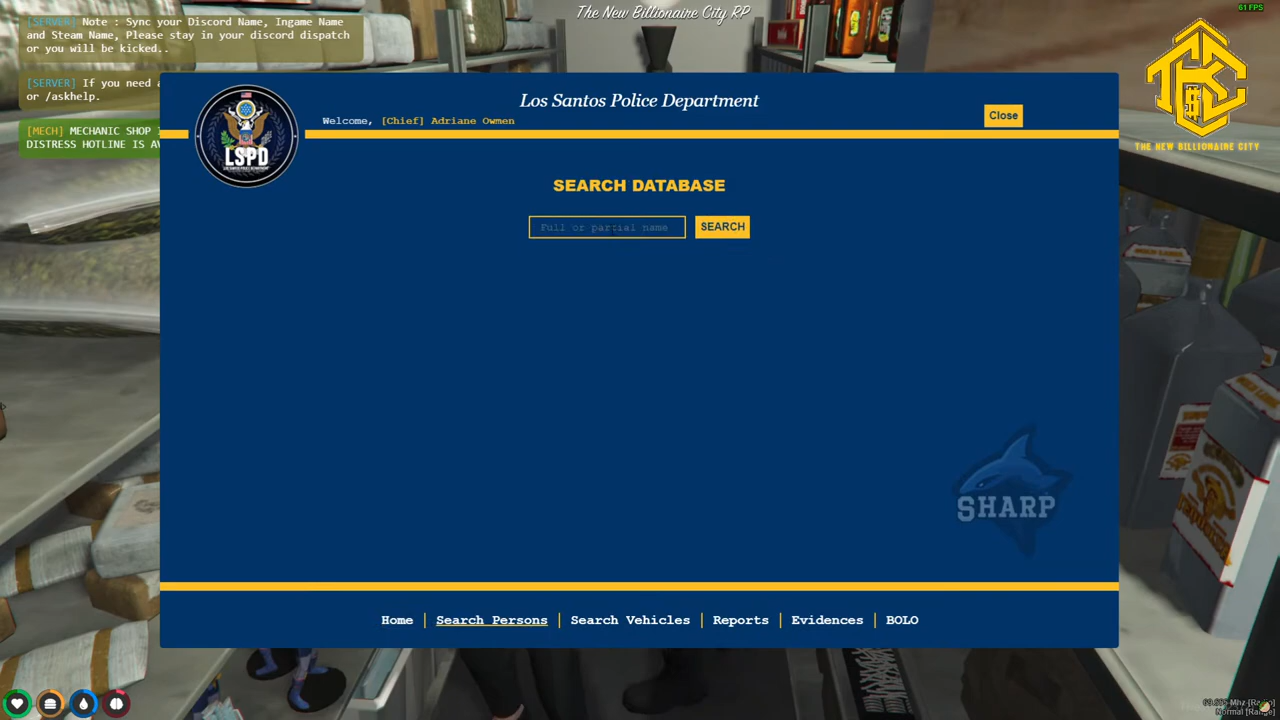 The New Billionaire City RP
61 FPS
[SERVER] Note : Sync your Discord Name, Ingame Name
and Steam Name, Please stay in your discord dispatch
or you will be kicked..
[SERVER] If you need a
or /askhelp.
[MECH] MECHANIC SHOP
DISTRESS HOTLINE IS AV
THE NEW BILLIONAIRE CITY
Los Santos Police Department
Welcome, [Chief] Adriane Owmen
Close
LSPD
SEARCH DATABASE
Full or partial name
SEARCH
SHARP
Home
Search Persons
Search Vehicles
Reports
Evidences
BOLO
Normal